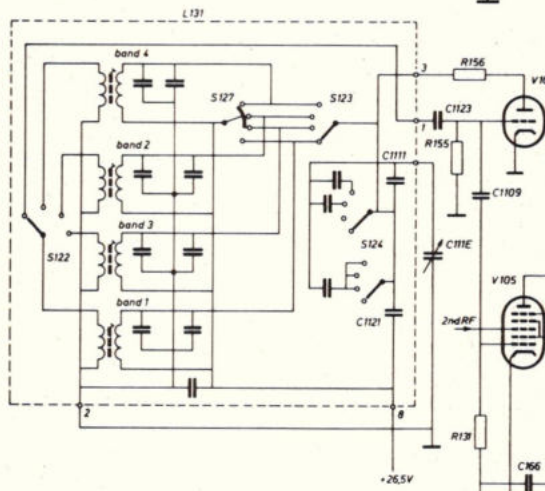 L131
band 4
band 2
band 3
band 1
S127
S123
S122
S124
3
1
2
8
R156
C1123
R155
C1109
C1111
C111E
C1121
V105
2nd RF
R131
C166
+26,5V